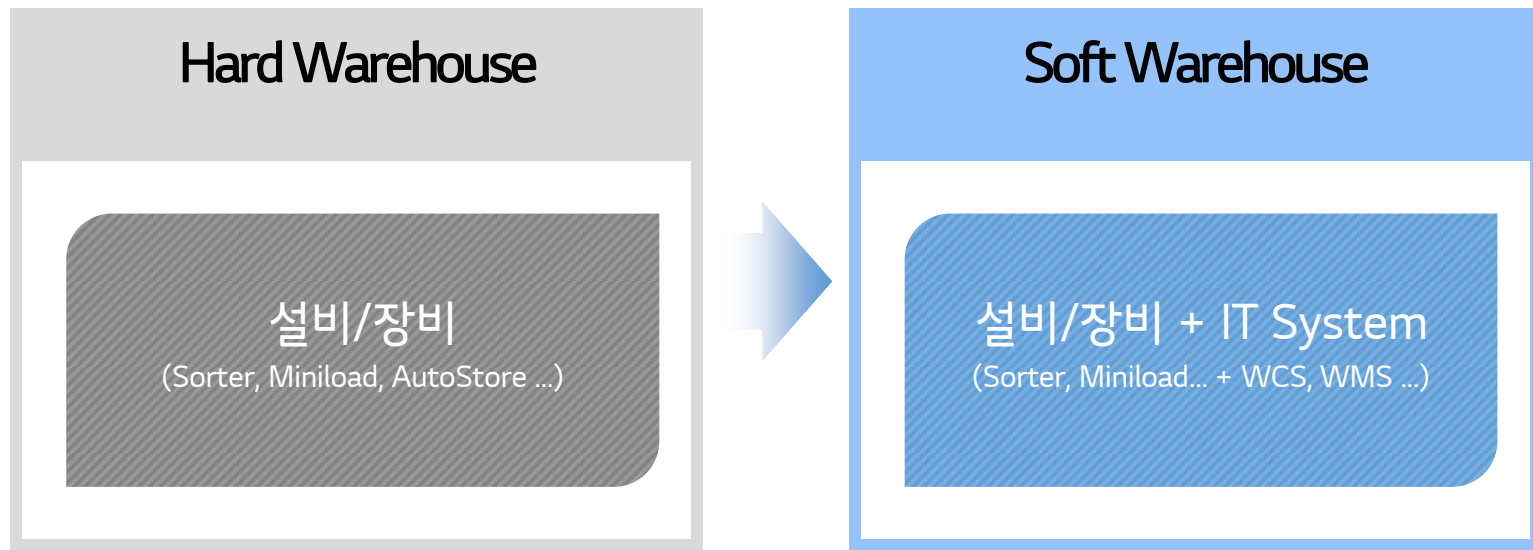 Hard Warehouse
설비/장비
(Sorter, Miniload, AutoStore ...)
Soft Warehouse
설비/장비 + IT System
(Sorter, Miniload... + WCS, WMS ...)